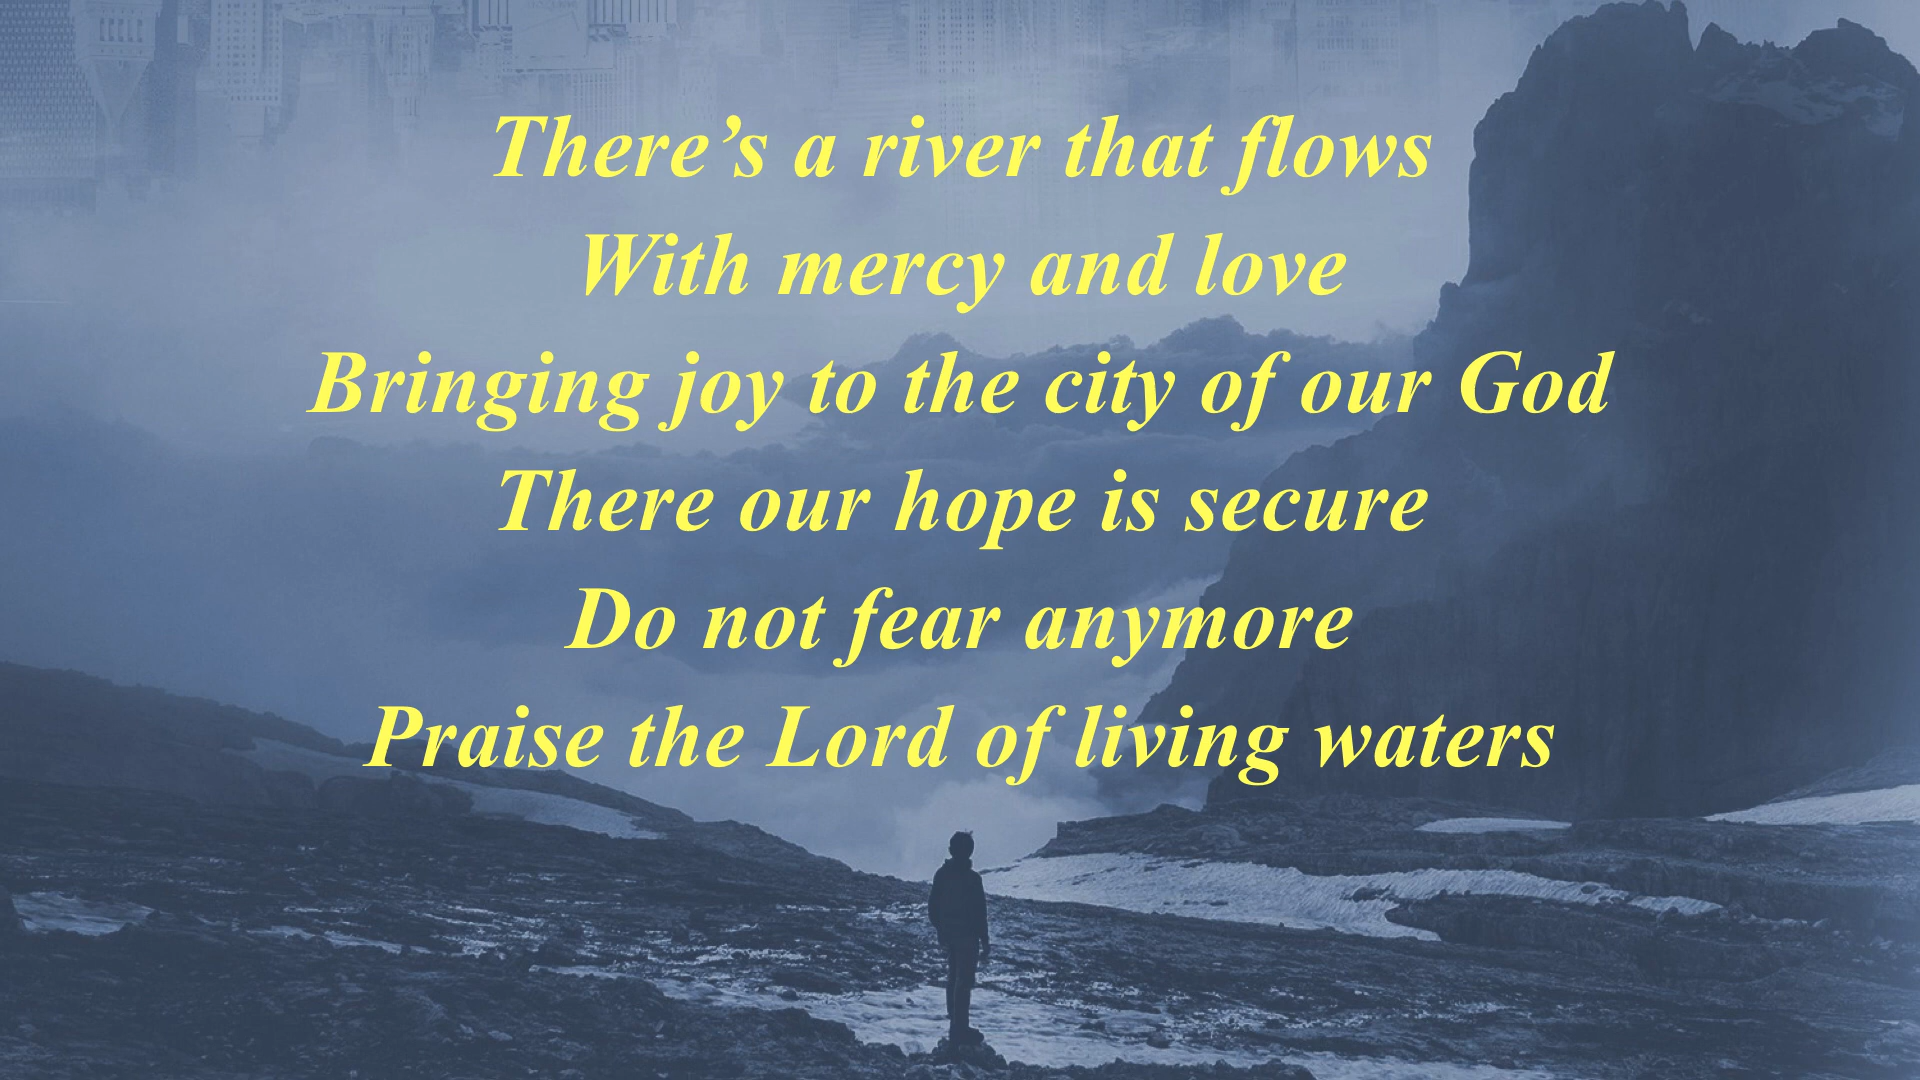 There’s a river that flows
With mercy and love
Bringing joy to the city of our God
There our hope is secure
Do not fear anymore
Praise the Lord of living waters